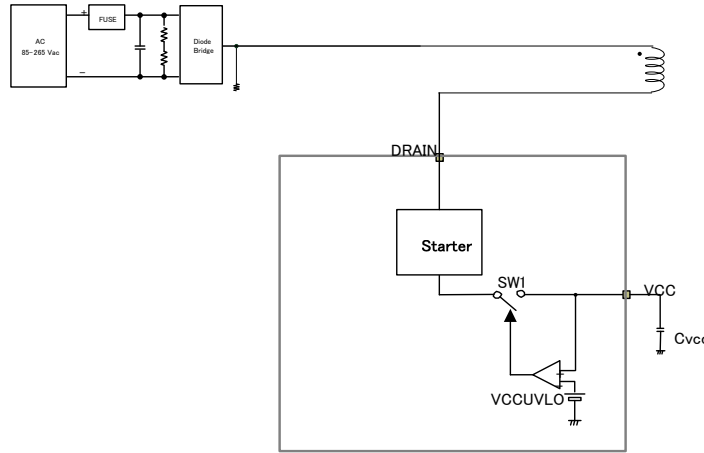 +
FUSE
AC
85-265 Vac
Diode
Bridge
-
DRAIN
Starter
SW1
VCC
Cvcc
+
VCCUVLO